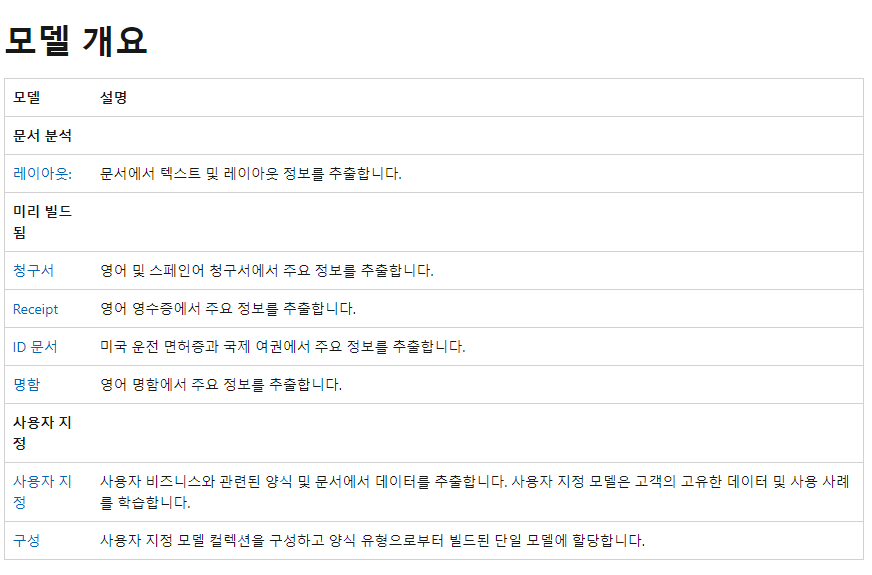 모델 개요
모델 설명
문서 분석
레이아웃: 문서에서 텍스트 및 레이아웃 정보를 추출합니다.
미리 빌드
됨
청구서 영어 및 스페인어 청구서에서 주요 정보를 추출합니다.
Receipt 영어 영수증에서 주요 정보를 추출합니다.
ID 문서 미국 운전 면허증과 국제 여권에서 주요 정보를 추출합니다.
명함 영어 명함에서 주요 정보를 추출합니다.
사용자 지
정
사용자 지
정
사용자 비즈니스와 관련된 양식 및 문서에서 데이터를 추출합니다. 사용자 지정 모델은 고객의 고유한 데이터 및 사용 사례
를 학습합니다.
구성 사용자 지정 모델 컬렉션을 구성하고 양식 유형으로부터 빌드된 단일 모델에 할당합니다.